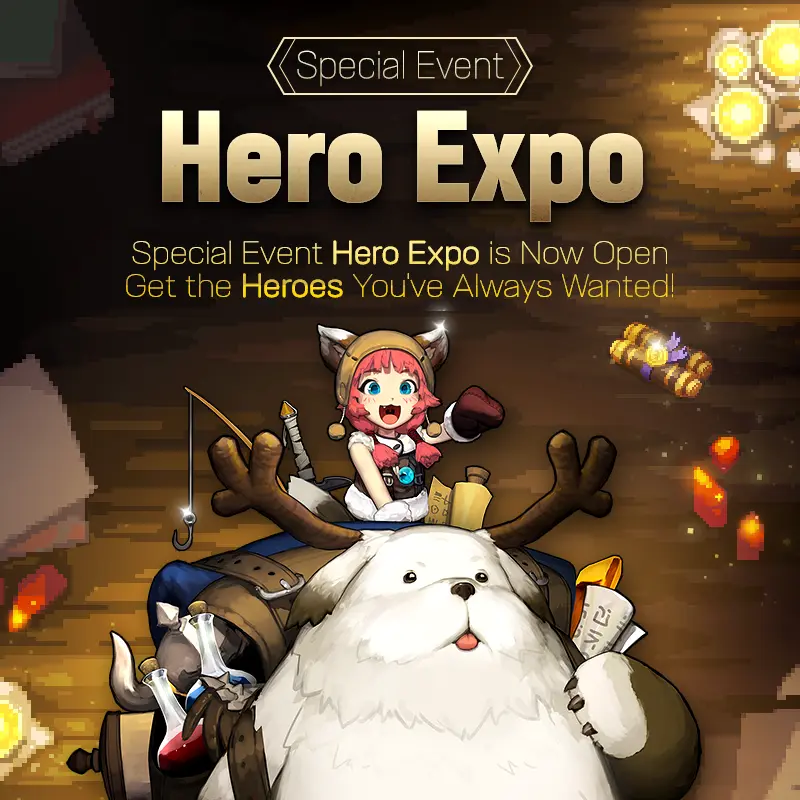 Special Event
Hero Expo
Special Event Hero Expo is Now Open
Get the Heroes You've Always Wanted!